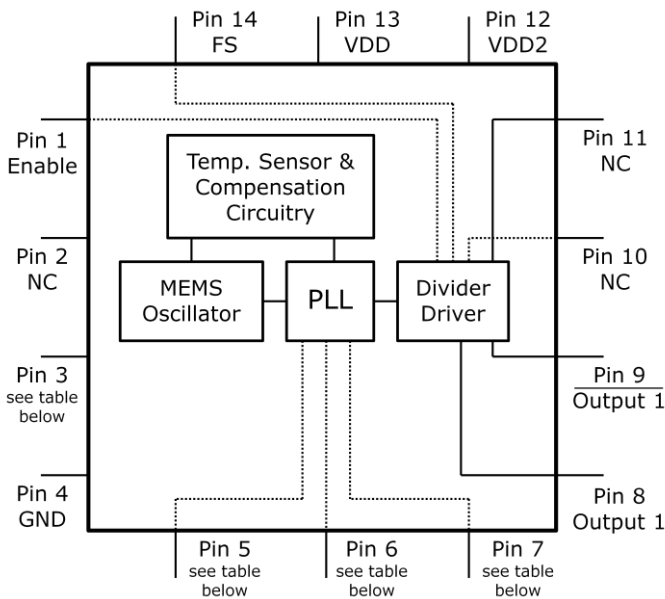 Pin 14
FS
Pin 13
VDD
Pin 12
VDD2
Pin 1
Enable
Pin 11
NC
Temp. Sensor &
Compensation
Circuitry
Pin 2
NC
Pin 10
NC
MEMS
Oscillator
PLL
Divider
Driver
Pin 3
see table
below
Pin 9
Output 1
Pin 4
GND
Pin 8
Output 1
Pin 5
see table
below
Pin 6
see table
below
Pin 7
see table
below